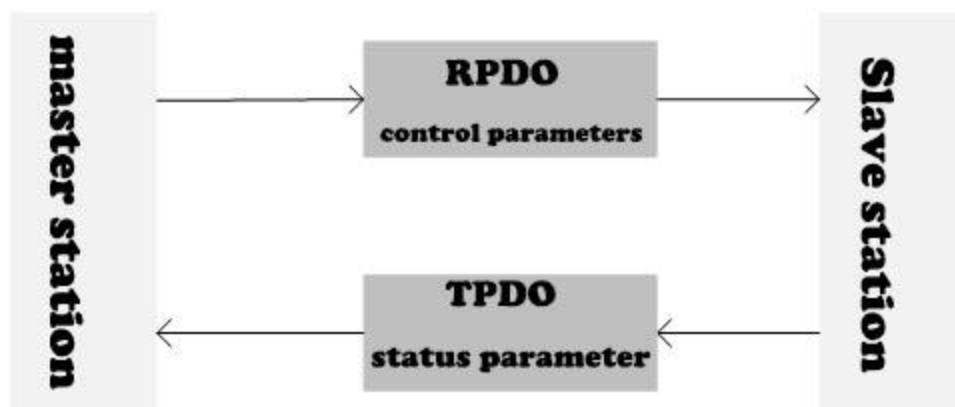 master station
RPDO
control parameters
TPDO
status parameter
Slave station